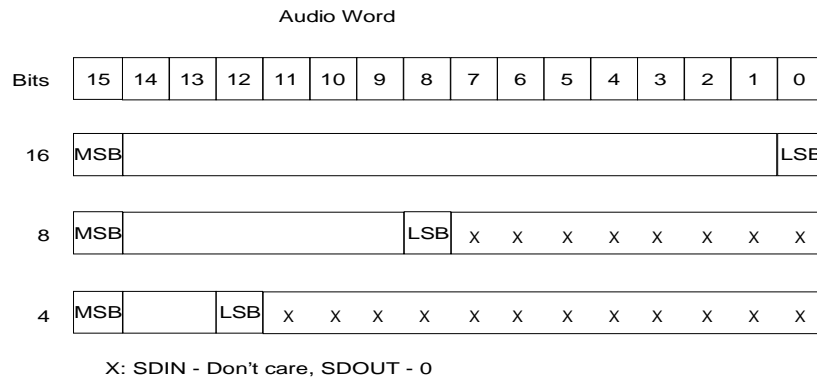 Audio Word
Bits 15 14 13 12 11 10 9 8 7 6 5 4 3 2 1 0
16 MSB LSB
8 MSB LSB X X X X X X X X
4 MSB LSB X X X X X X X X X X X X
X: SDIN - Don't care, SDOUT - 0